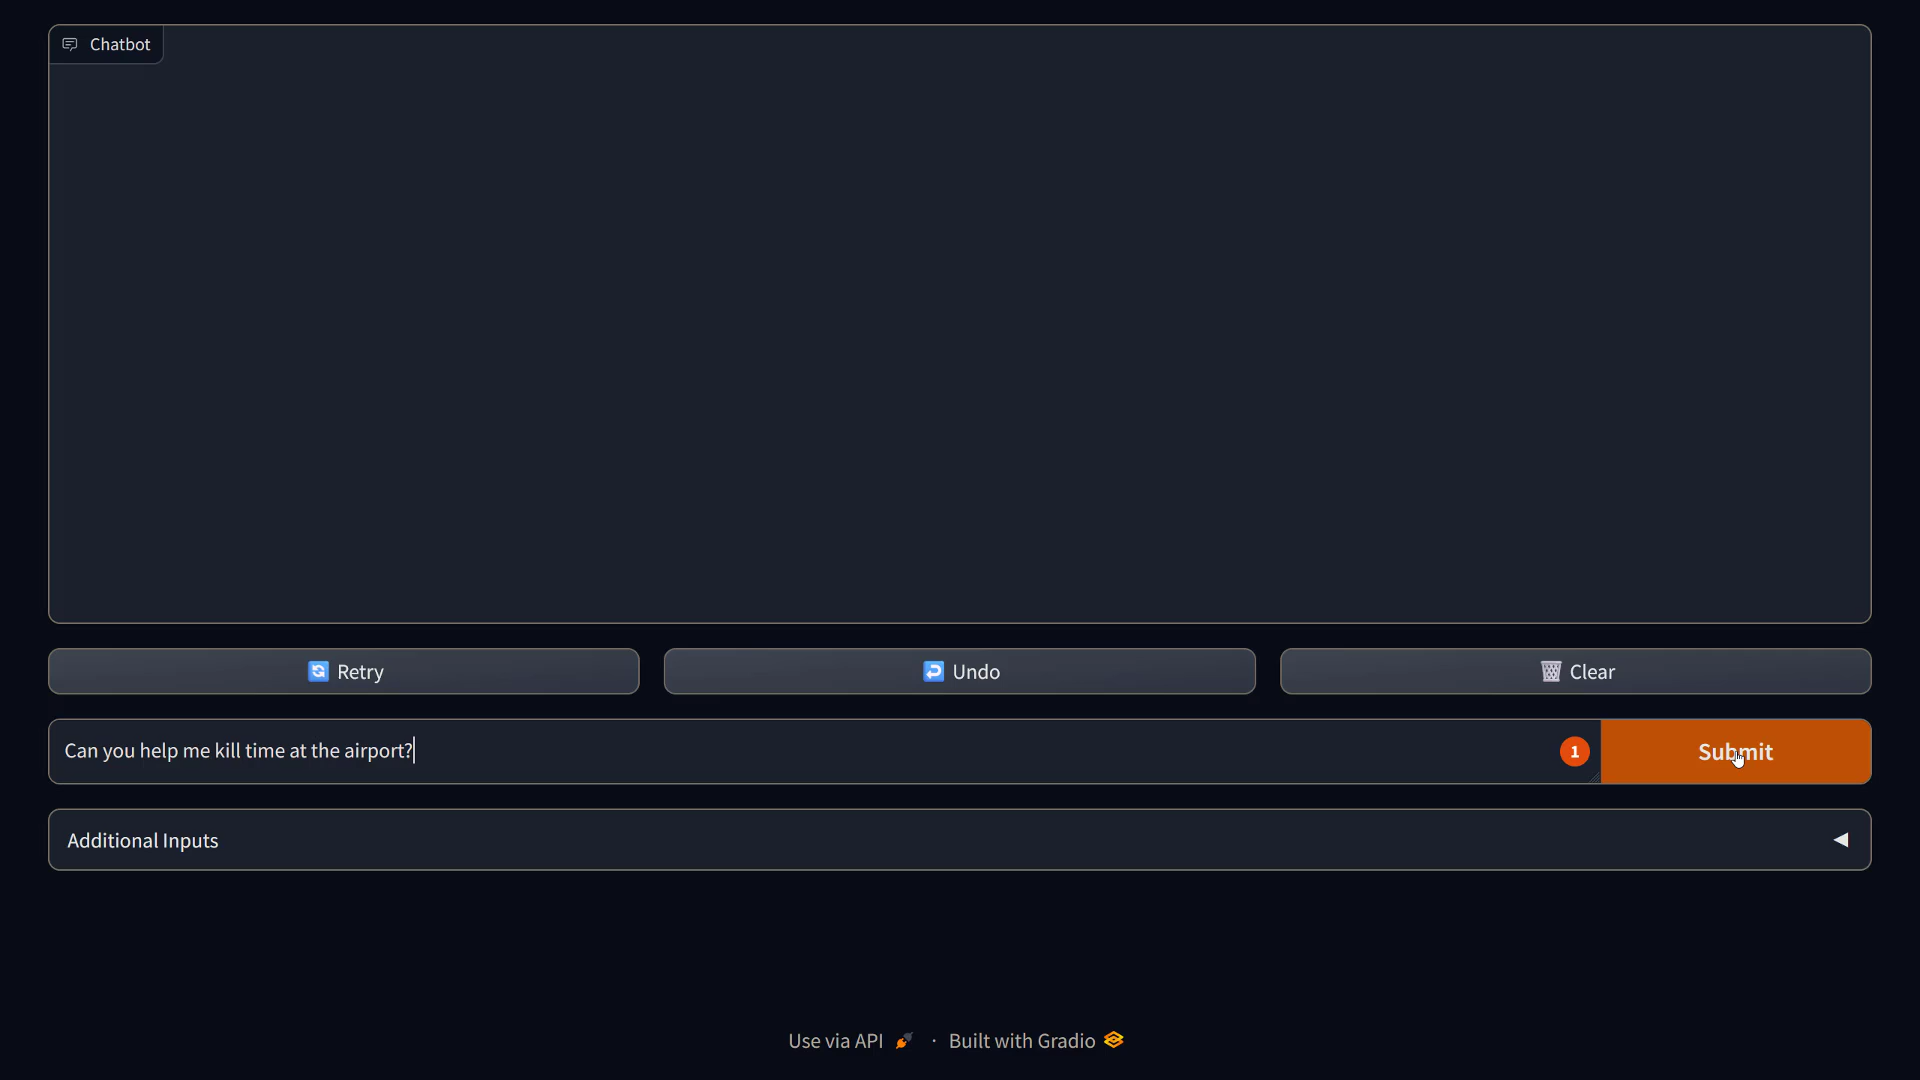 Chatbot
Retry
Undo
Clear
Can you help me kill time at the airport?
1
Submit
Additional Inputs
Use via API · Built with Gradio